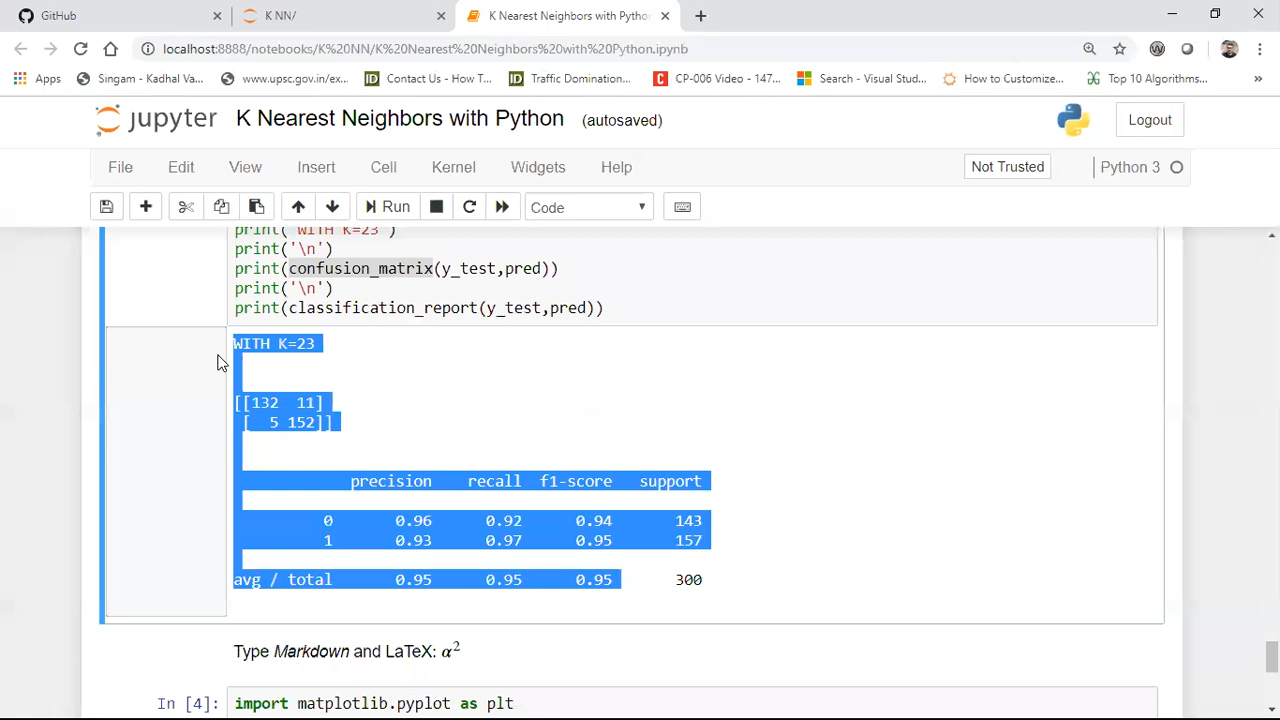 GitHub
K NN/
K Nearest Neighbors with Python
localhost:8888/notebooks/K%20NN/K%20Nearest%20Neighbors%20with%20Python.ipynb
Apps
Singam - Kadhal Va...
www.upsc.gov.in/ex...
ID
Contact Us - How T...
ID
Traffic Domination...
C
CP-006 Video - 147...
Search - Visual Stud...
How to Customize...
Top 10 Algorithms...
»
jupyter
K Nearest Neighbors with Python (autosaved)
Logout
File Edit View Insert Cell Kernel Widgets Help
Not Trusted
Python 3
Run
Code
print('WITH K=23')
print('\n')
print(confusion_matrix(y_test,pred))
print('\n')
print(classification_report(y_test,pred))
WITH K=23
[[132  11]
[  5 152]]
precision recall f1-score support
0 0.96 0.92 0.94 143
1 0.93 0.97 0.95 157
avg / total 0.95 0.95 0.95 300
Type Markdown and LaTeX: α²
In [4]: import matplotlib.pyplot as plt